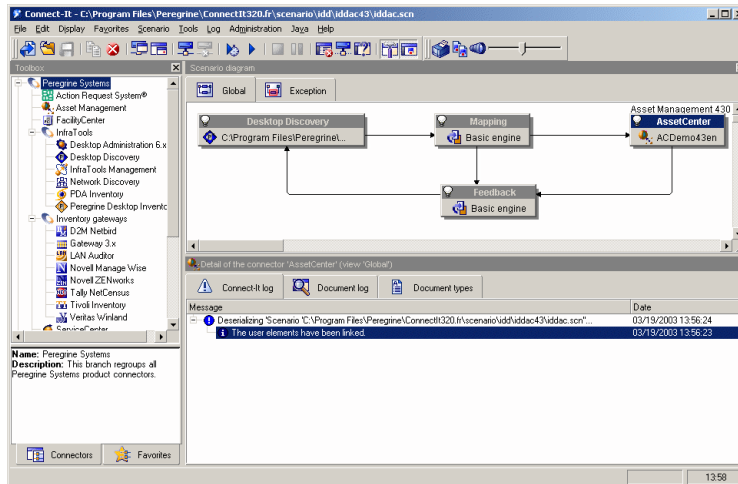 Connect-It - C:\Program Files\Peregrine\ConnectIt320.fr\scenario\idd\iddac43\iddac.scn
File Edit Display Favorites Scenario Tools Log Administration Java Help
Toolbox
Peregrine Systems
Action Request System®
Asset Management
FacilityCenter
InfraTools
Desktop Administration 6.x
Desktop Discovery
InfraTools Management
Network Discovery
PDA Inventory
Peregrine Desktop Inventc
Inventory gateways
D2M Netbird
Gateway 3.x
LAN Auditor
Novell Manage Wise
Novell ZENworks
Tally NetCensus
Tivoli Inventory
Veritas Winland
ServiceCenter
Name: Peregrine Systems
Description: This branch regroups all
Peregrine Systems product connectors.
Connectors Favorites
Scenario diagram
Global Exception
Asset Management 430
Desktop Discovery
C:\Program Files\Peregrine\...
Mapping
Basic engine
AssetCenter
ACDemo43en
Feedback
Basic engine
Detail of the connector 'AssetCenter' (view 'Global')
Connect-It log Document log Document types
Message Date
Deserializing 'Scenario 'C:\Program Files\Peregrine\ConnectIt320.fr\scenario\idd\iddac43\iddac.scn''... 03/19/2003 13:56:24
The user elements have been linked. 03/19/2003 13:56:23
13:58